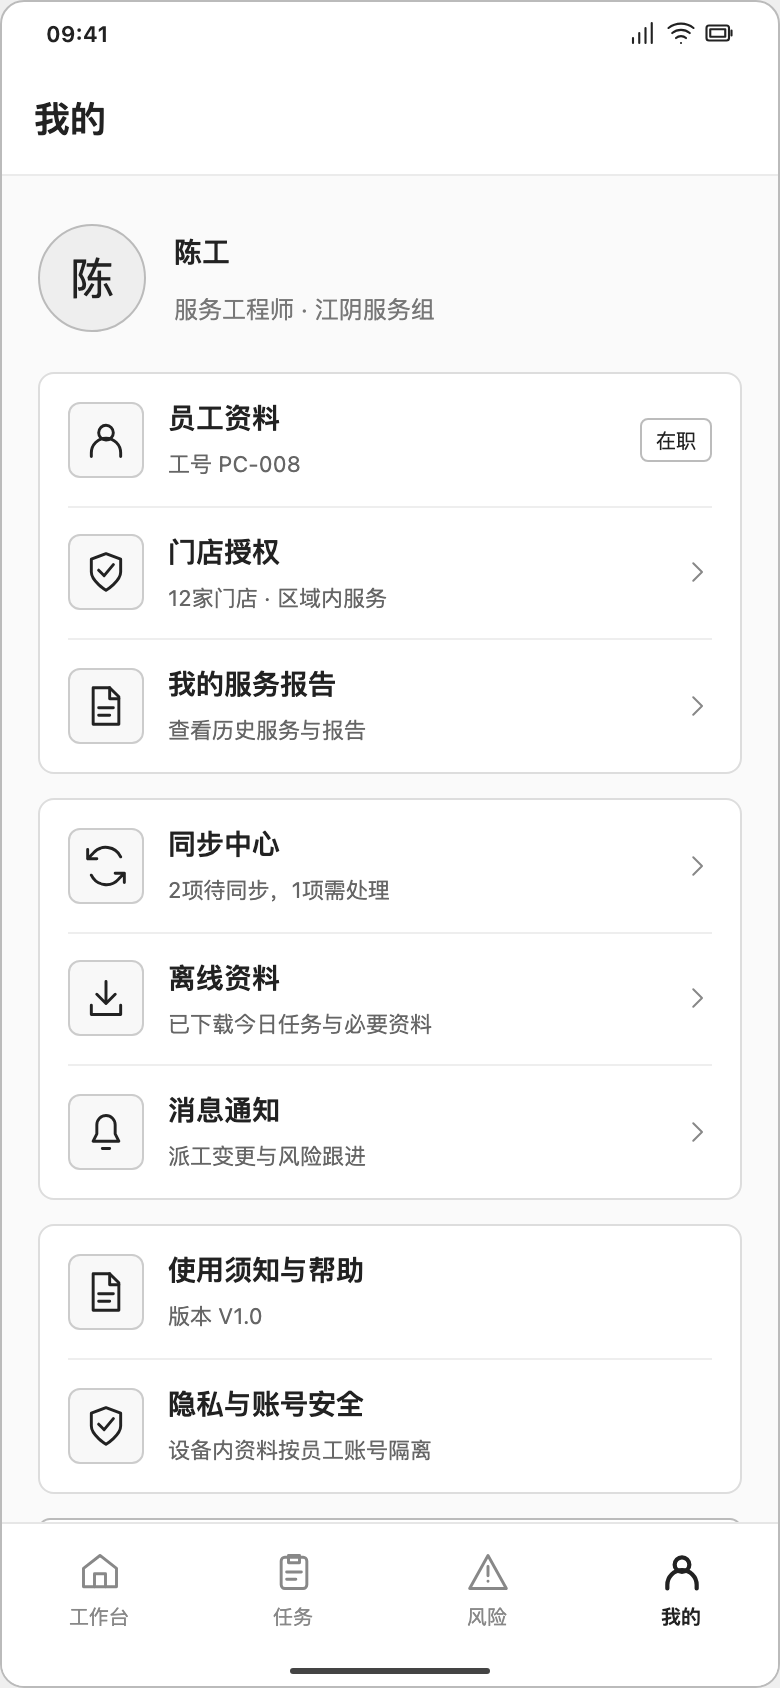 09:41
我的
陈
陈工
服务工程师 · 江阴服务组
员工资料
工号 PC-008
在职
门店授权
12家门店 · 区域内服务
我的服务报告
查看历史服务与报告
同步中心
2项待同步，1项需处理
离线资料
已下载今日任务与必要资料
消息通知
派工变更与风险跟进
使用须知与帮助
版本 V1.0
隐私与账号安全
设备内资料按员工账号隔离
工作台
任务
风险
我的